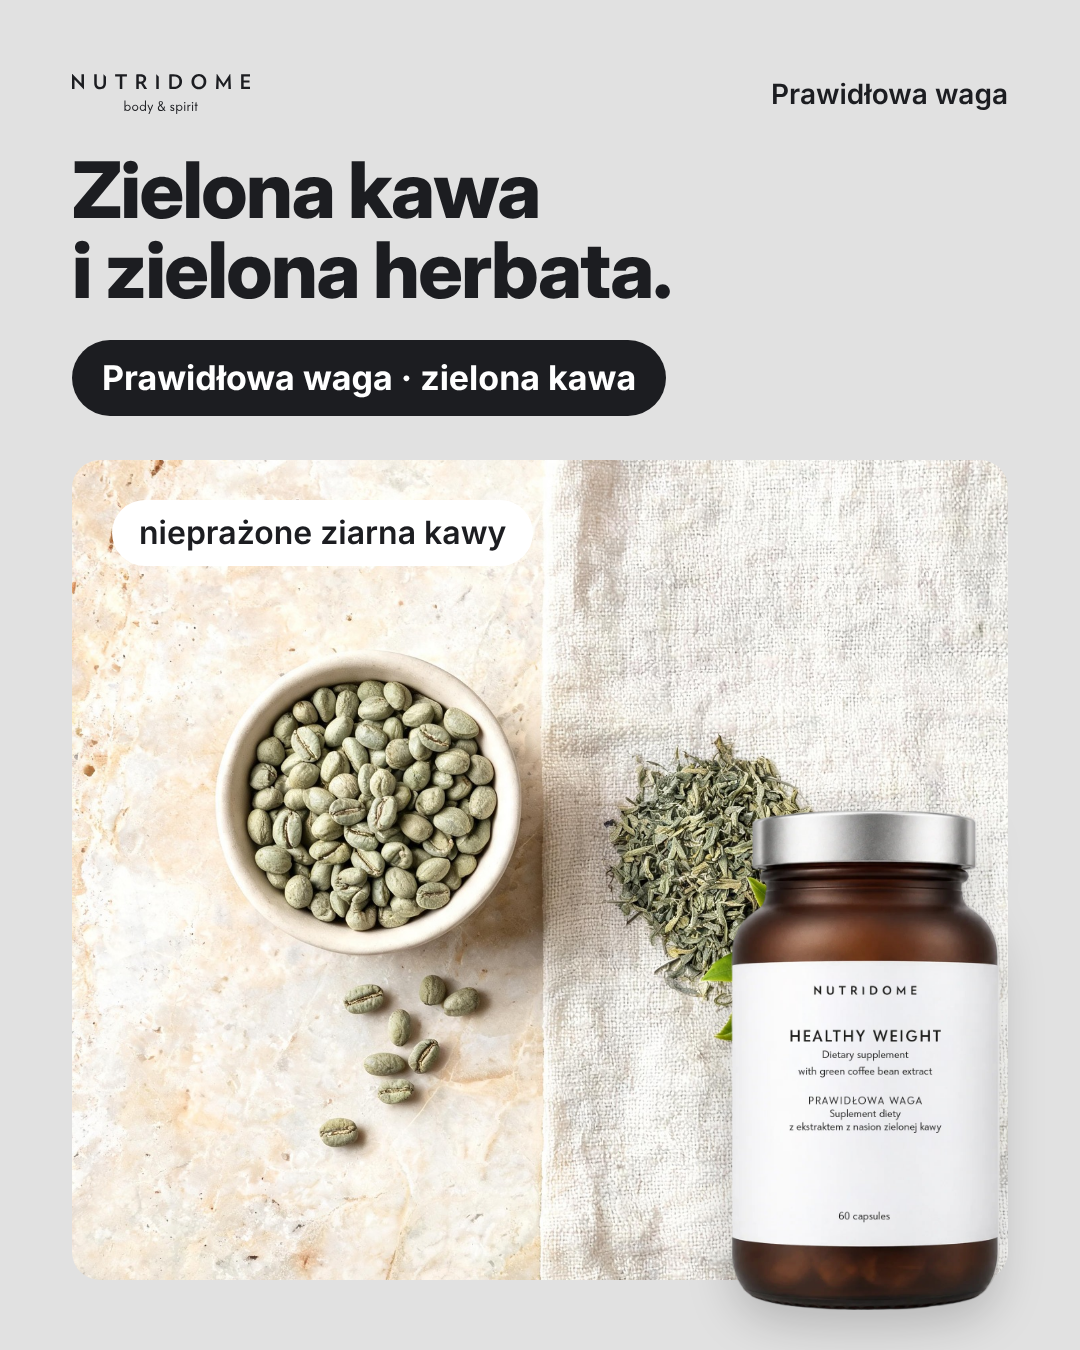 NUTRIDOME
body & spirit
Prawidłowa waga
Zielona kawa
i zielona herbata.
Prawidłowa waga · zielona kawa
nieprażone ziarna kawy
NUTRIDOME
HEALTHY WEIGHT
Dietary supplement
with green coffee bean extract
PRAWIDŁOWA WAGA
Suplement diety
z ekstraktem z nasion zielonej kawy
60 capsules